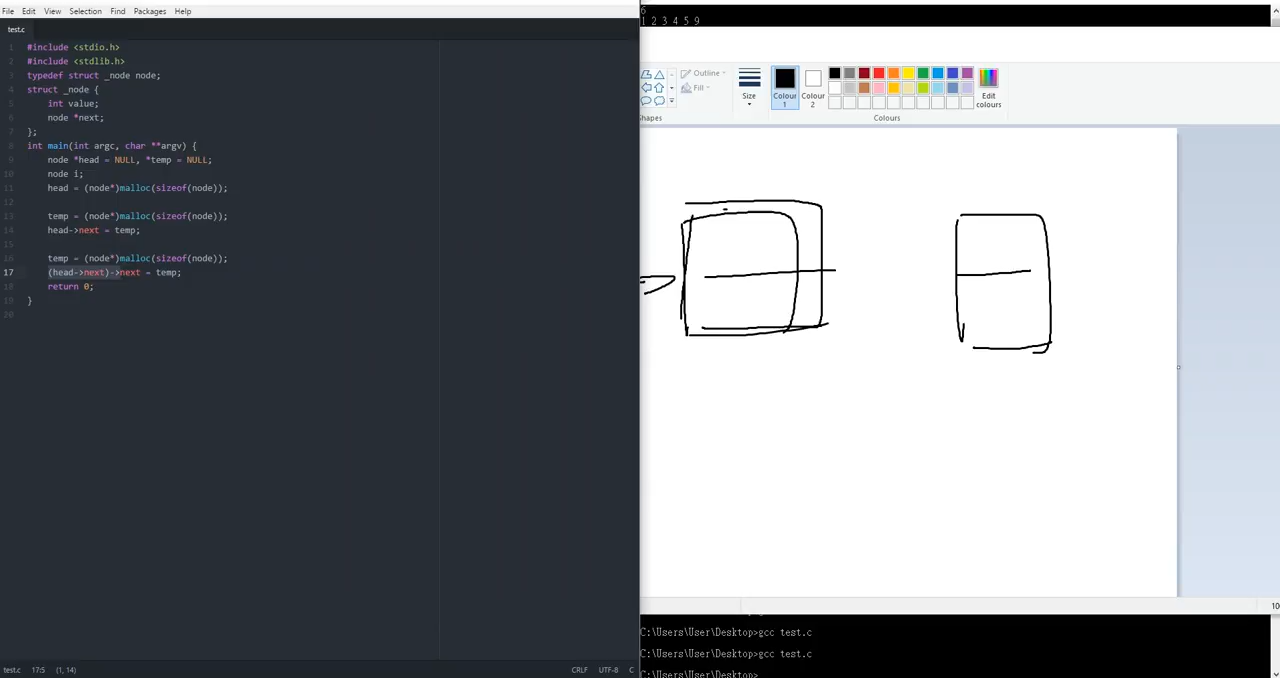 File Edit View Selection Find Packages Help
test.c
1 #include <stdio.h>
2 #include <stdlib.h>
3 typedef struct _node node;
4 struct _node {
5 int value;
6 node *next;
7 };
8 int main(int argc, char **argv) {
9 node *head = NULL, *temp = NULL;
10 node i;
11 head = (node*)malloc(sizeof(node));
12
13 temp = (node*)malloc(sizeof(node));
14 head->next = temp;
15
16 temp = (node*)malloc(sizeof(node));
17 (head->next)->next = temp;
18 return 0;
19 }
20
test.c 17:5 (1, 14)
CRLF UTF-8 C
6
1 2 3 4 5 9
Outline
Fill
Size
Colour 1
Colour 2
Edit colours
Shapes
Colours
10
C:\Users\User\Desktop>gcc test.c
C:\Users\User\Desktop>gcc test.c
C:\Users\User\Desktop>